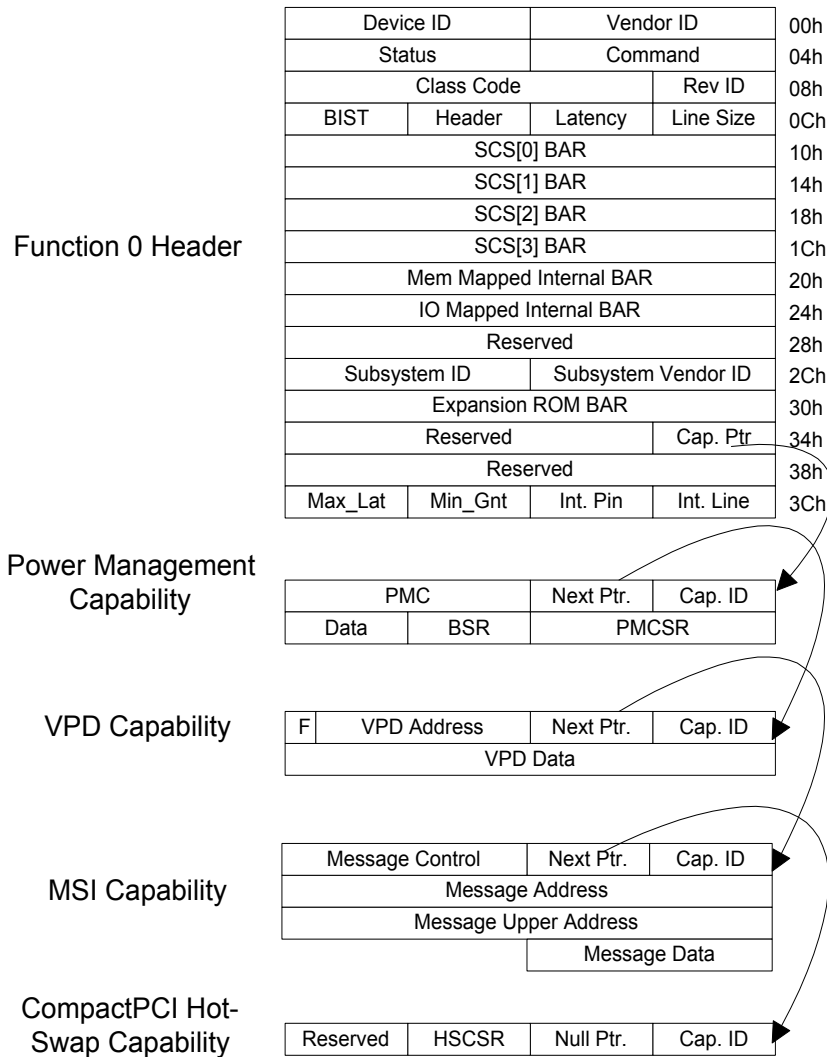 Device ID Vendor ID 00h
Status Command 04h
Class Code Rev ID 08h
BIST Header Latency Line Size 0Ch
SCS[0] BAR 10h
SCS[1] BAR 14h
SCS[2] BAR 18h
Function 0 Header SCS[3] BAR 1Ch
Mem Mapped Internal BAR 20h
IO Mapped Internal BAR 24h
Reserved 28h
Subsystem ID Subsystem Vendor ID 2Ch
Expansion ROM BAR 30h
Reserved Cap. Ptr 34h
Reserved 38h
Max_Lat Min_Gnt Int. Pin Int. Line 3Ch
Power Management
Capability
PMC Next Ptr. Cap. ID
Data BSR PMCSR
VPD Capability
F VPD Address Next Ptr. Cap. ID
VPD Data
MSI Capability
Message Control Next Ptr. Cap. ID
Message Address
Message Upper Address
Message Data
CompactPCI Hot-
Swap Capability
Reserved HSCSR Null Ptr. Cap. ID